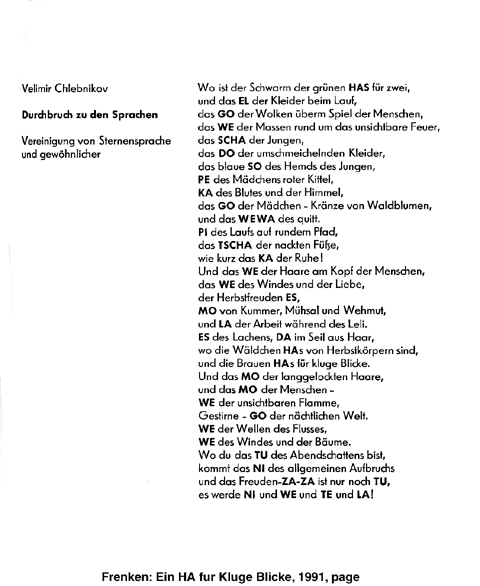 Velimir Chlebnikov
Durchbruch zu den Sprachen
Vereinigung von Sternensprache
und gewöhnlicher
Wo ist der Schwarm der grünen HAS für zwei,
und das EL der Kleider beim Lauf,
das GO der Wolken überm Spiel der Menschen,
das WE der Massen rund um das unsichtbare Feuer,
das SCHA der Jungen,
das DO der umschmeichelnden Kleider,
das blaue SO des Hemds des Jungen,
PE des Mädchens roter Kittel,
KA des Blutes und der Himmel,
das GO der Mädchen - Kränze von Waldblumen,
und das WEWA des quitt.
PI des Laufs auf rundem Pfad,
das TSCHA der nackten Füße,
wie kurz das KA der Ruhe!
Und das WE der Haare am Kopf der Menschen,
das WE des Windes und der Liebe,
der Herbstfreuden ES,
MO von Kummer, Mühsal und Wehmut,
und LA der Arbeit während des Leli.
ES des Lachens, DA im Seil aus Haar,
wo die Wäldchen HAs von Herbstkörpern sind,
und die Brauen HAs für kluge Blicke.
Und das MO der langgelockten Haare,
und das MO der Menschen -
WE der unsichtbaren Flamme,
Gestirne - GO der nächtlichen Welt.
WE der Wellen des Flusses,
WE des Windes und der Bäume.
Wo du das TU des Abendschattens bist,
kommt das NI des allgemeinen Aufbruchs
und das Freuden-ZA-ZA ist nur noch TU,
es werde NI und WE und TE und LA!
Frenken: Ein HA fur Kluge Blicke, 1991, page